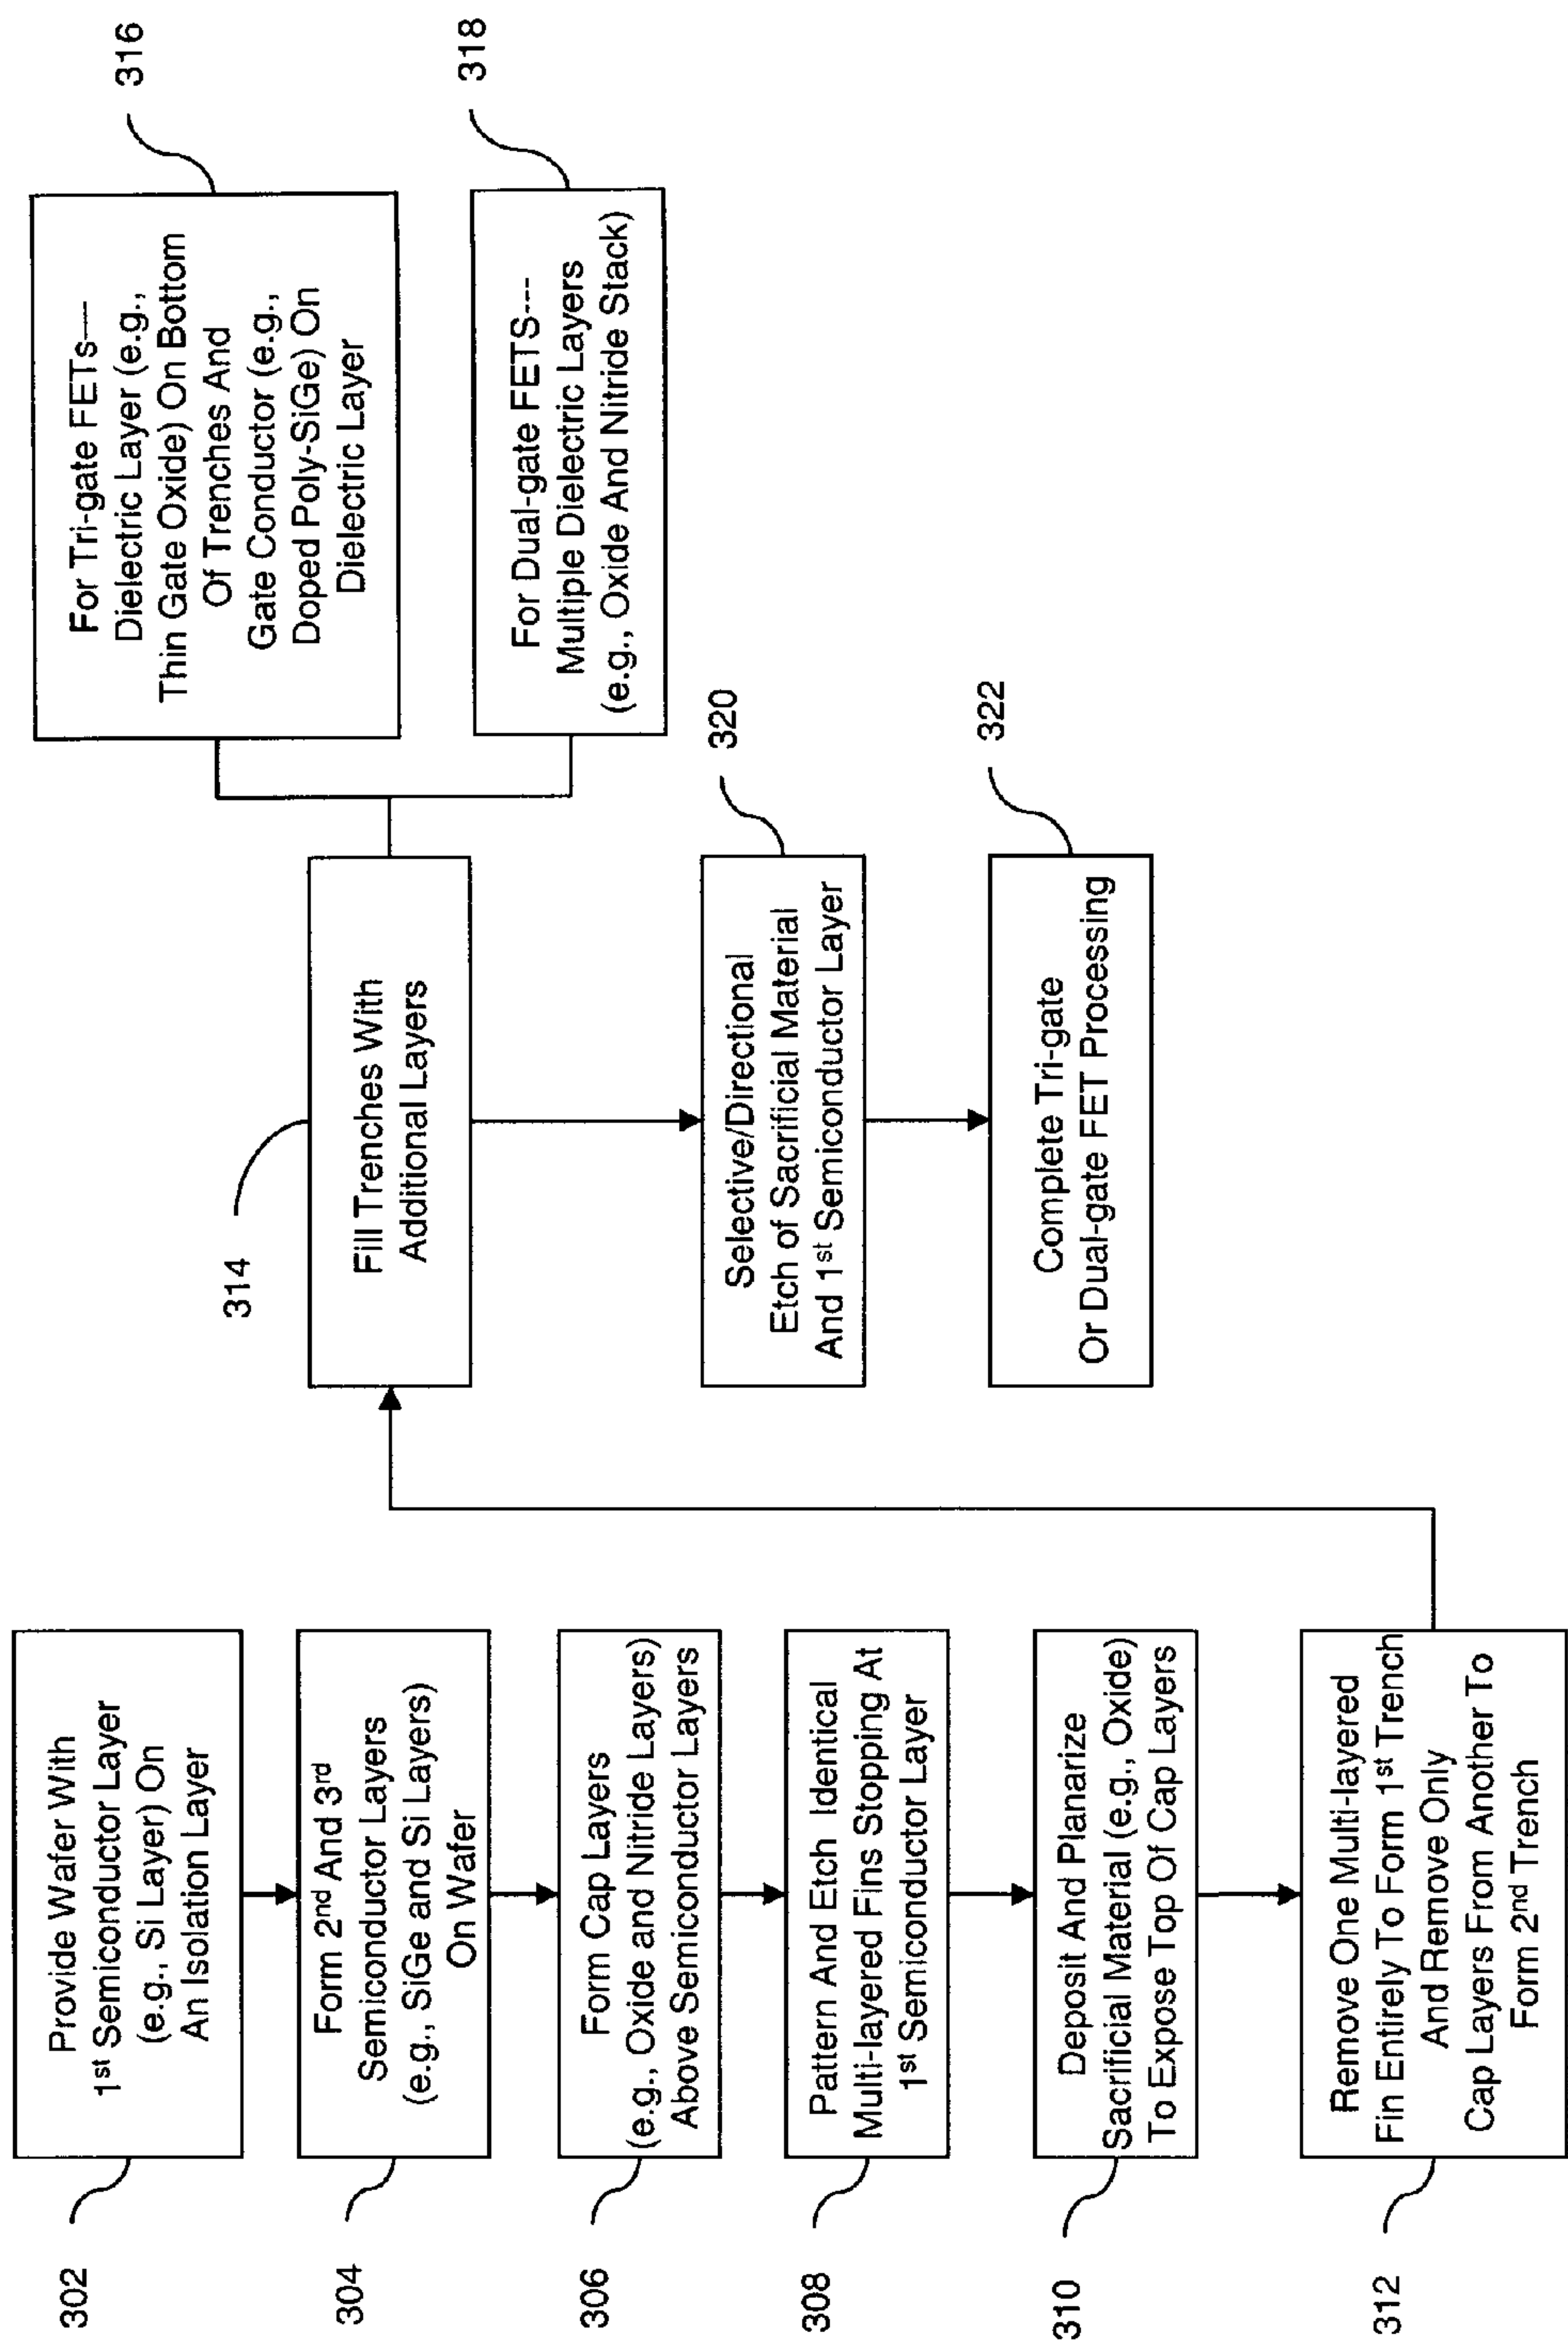 302
Provide Wafer With
1st Semiconductor Layer
(e.g., Si Layer) On
An Isolation Layer
304
Form 2nd And 3rd
Semiconductor Layers
(e.g., SiGe and Si Layers)
On Wafer
306
Form Cap Layers
(e.g., Oxide and Nitride Layers)
Above Semiconductor Layers
308
Pattern And Etch Identical
Multi-layered Fins Stopping At
1st Semiconductor Layer
310
Deposit And Planarize
Sacrificial Material (e.g., Oxide)
To Expose Top Of Cap Layers
312
Remove One Multi-layered
Fin Entirely To Form 1st Trench
And Remove Only
Cap Layers From Another To
Form 2nd Trench
314
Fill Trenches With
Additional Layers
316
For Tri-gate FETs---
Dielectric Layer (e.g.,
Thin Gate Oxide) On Bottom
Of Trenches And
Gate Conductor (e.g.,
Doped Poly-SiGe) On
Dielectric Layer
318
For Dual-gate FETS---
Multiple Dielectric Layers
(e.g., Oxide And Nitride Stack)
320
Selective/Directional
Etch of Sacrificial Material
And 1st Semiconductor Layer
322
Complete Tri-gate
Or Dual-gate FET Processing